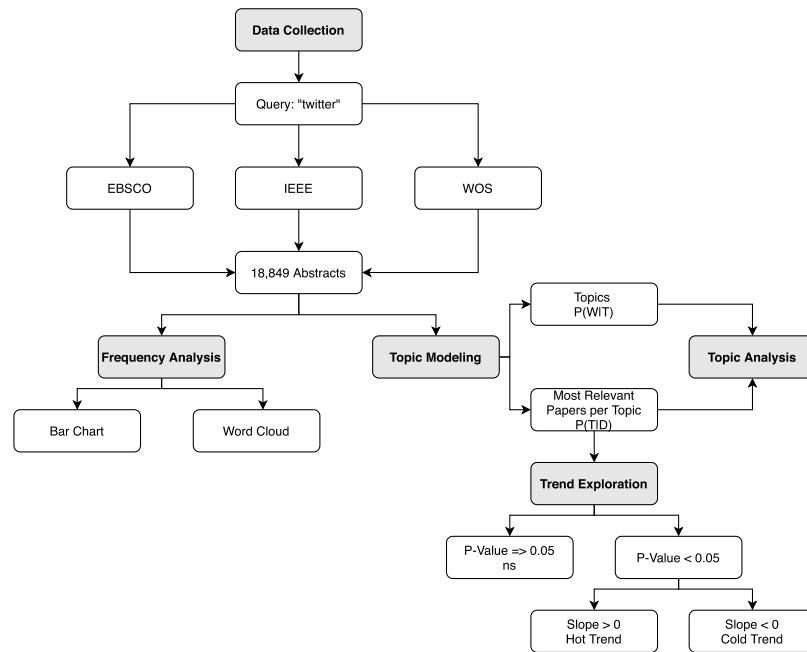 Data Collection
Query: "twitter"
EBSCO
IEEE
WOS
18,849 Abstracts
Topics
P(WIT)
Frequency Analysis
Topic Modeling
Topic Analysis
Most Relevant
Papers per Topic
P(TID)
Bar Chart
Word Cloud
Trend Exploration
P-Value => 0.05
ns
P-Value < 0.05
Slope > 0
Hot Trend
Slope < 0
Cold Trend